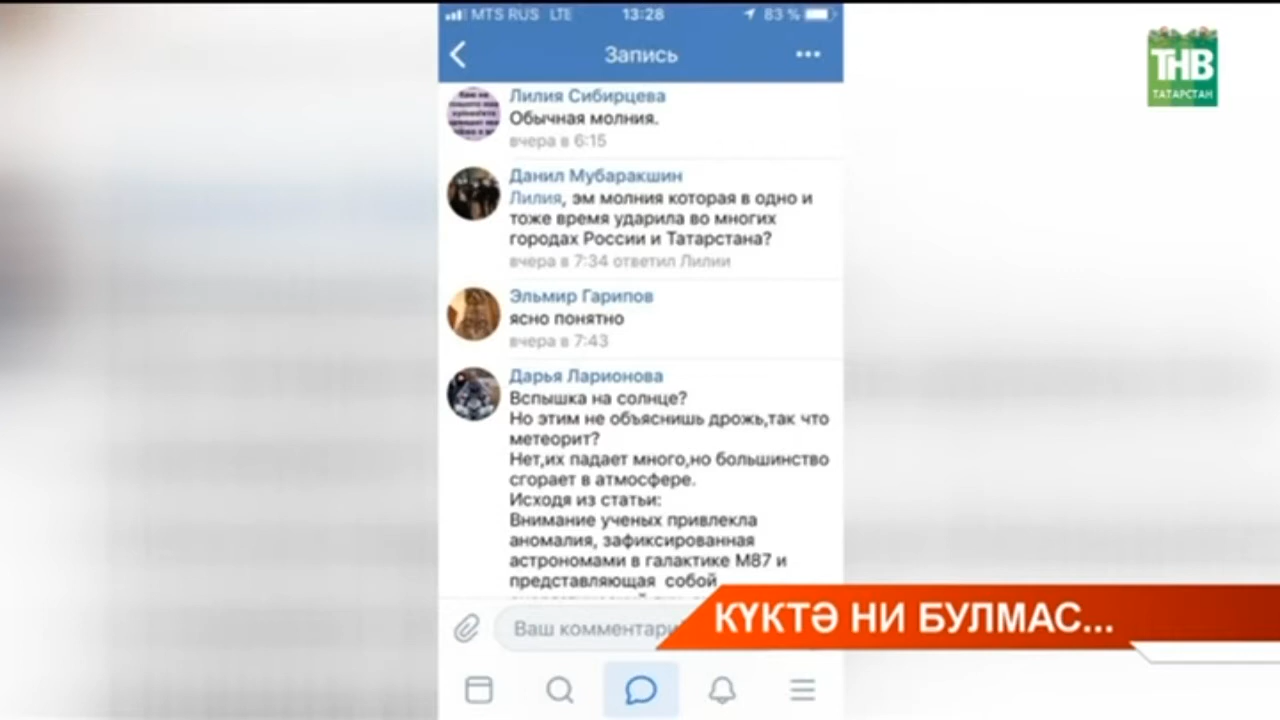 MTS RUS LTE 13:28 83 %
Запись
ТНВ
ТАТАРСТАН
Лилия Сибирцева
Обычная молния.
вчера в 6:15
Данил Мубаракшин
Лилия, эм молния которая в одно и
тоже время ударила во многих
городах России и Татарстана?
вчера в 7:34 ответил Лилии
Эльмир Гарипов
ясно понятно
вчера в 7:43
Дарья Ларионова
Вспышка на солнце?
Но этим не объяснишь дрожь,так что
метеорит?
Нет,их падает много,но большинство
сгорает в атмосфере.
Исходя из статьи:
Внимание ученых привлекла
аномалия, зафиксированная
астрономами в галактике М87 и
представляющая собой
Ваш комментари
КҮКТӘ НИ БУЛМАС...